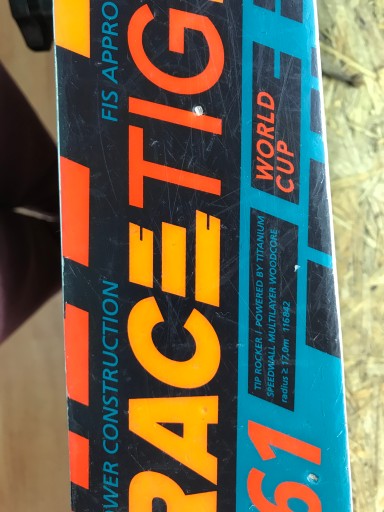 FIS APPRO
WER CONSTRUCTION
RACETIG
WORLD
CUP
TIP ROCKER / POWERED BY TITANIUM
SPEEDWALL MULTILAYER WOODCORE
radius ≥ 17,0m 116842
61